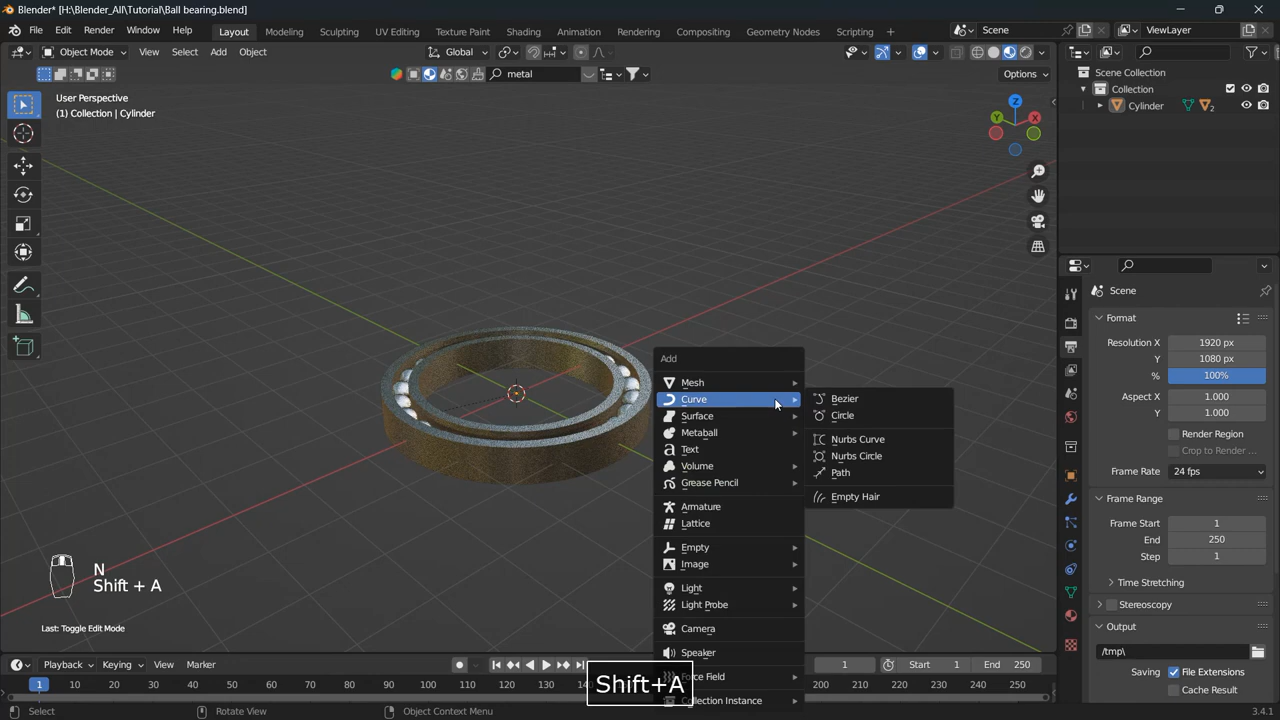 Blender* [H:\Blender_All\Tutorial\Ball bearing.blend]
File Edit Render Window Help
Layout Modeling Sculpting UV Editing Texture Paint Shading Animation Rendering Compositing Geometry Nodes Scripting
Scene
ViewLayer
Object Mode View Select Add Object
Global
metal
Options
User Perspective
(1) Collection | Cylinder
Z
Y
X
Scene Collection
Collection
Cylinder
2
Scene
Format
Resolution X 1920 px
Y 1080 px
% 100%
Aspect X 1.000
Y 1.000
Render Region
Crop to Render ...
Frame Rate 24 fps
Frame Range
Frame Start 1
End 250
Step 1
Time Stretching
Stereoscopy
Output
/tmp\
Saving File Extensions
Cache Result
Add
Mesh
Curve
Surface
Metaball
Text
Volume
Grease Pencil
Armature
Lattice
Empty
Image
Light
Light Probe
Camera
Speaker
Force Field
Collection Instance
Bezier
Circle
Nurbs Curve
Nurbs Circle
Path
Empty Hair
N
Shift + A
Last: Toggle Edit Mode
Shift+A
Playback Keying View Marker
1 Start 1 End 250
1 10 20 30 40 50 60 70 80 90 100 110 120 130 140 200 210 220 230 240 250
Select Rotate View Object Context Menu
3.4.1